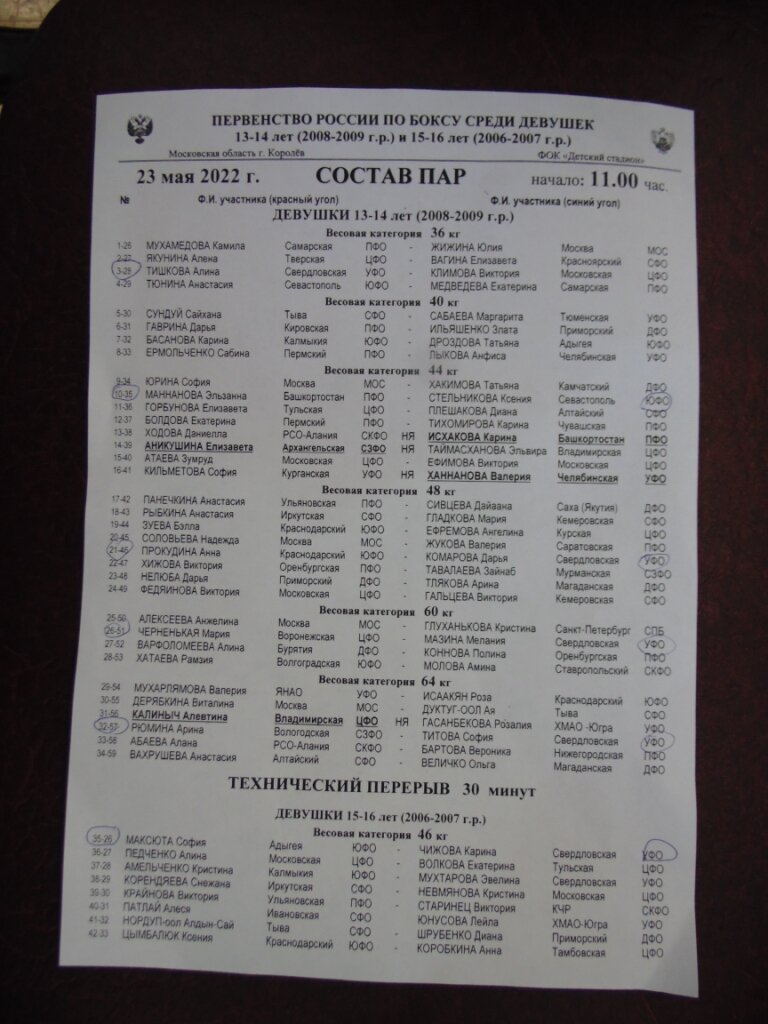 ПЕРВЕНСТВО РОССИИ ПО БОКСУ СРЕДИ ДЕВУШЕК
13-14 лет (2008-2009 г.р.) и 15-16 лет (2006-2007 г.р.)
Московская область г. Королёв ФОК «Детский стадион»
23 мая 2022 г. СОСТАВ ПАР начало: 11.00 час.
№ Ф.И. участника (красный угол) Ф.И. участника (синий угол)
ДЕВУШКИ 13-14 лет (2008-2009 г.р.)
Весовая категория 36 кг
1-26 МУХАМЕДОВА Камила Самарская ПФО - ЖИЖИНА Юлия Москва МОС
2-27 ЯКУНИНА Алена Тверская ЦФО - ВАГИНА Елизавета Красноярский СФО
3-28 ТИШКОВА Алина Свердловская УФО - КЛИМОВА Виктория Московская ЦФО
4-29 ТЮНИНА Анастасия Севастополь ЮФО - МЕДВЕДЕВА Екатерина Самарская ПФО
Весовая категория 40 кг
5-30 СУНДУЙ Сайхана Тыва СФО - САБАЕВА Маргарита Тюменская УФО
6-31 ГАВРИНА Дарья Кировская ПФО - ИЛЬЯШЕНКО Злата Приморский ДФО
7-32 БАСАНОВА Карина Калмыкия ЮФО - ДРОЗДОВА Татьяна Адыгея ЮФО
8-33 ЕРМОЛЬЧЕНКО Сабина Пермский ПФО - ЛЫКОВА Анфиса Челябинская УФО
Весовая категория 44 кг
9-34 ЮРИНА София Москва МОС - ХАКИМОВА Татьяна Камчатский ДФО
10-35 МАННАНОВА Эльзанна Башкортостан ПФО - СТЕЛЬНИКОВА Ксения Севастополь ЮФО
11-36 ГОРБУНОВА Елизавета Тульская ЦФО - ПЛЕШАКОВА Диана Алтайский СФО
12-37 БОЛДОВА Екатерина Пермский ПФО - ТИХОМИРОВА Карина Чувашская ПФО
13-38 ХОДОВА Даниелла РСО-Алания СКФО НЯ ИСХАКОВА Карина Башкортостан ПФО
14-39 АНИКУШИНА Елизавета Архангельская СЗФО НЯ ТАЙМАСХАНОВА Эльвира Владимирская ЦФО
15-40 АТАЕВА Зумруд Московская ЦФО - ЕФИМОВА Виктория Московская ЦФО
16-41 КИЛЬМЕТОВА София Курганская УФО НЯ ХАННАНОВА Валерия Челябинская УФО
Весовая категория 48 кг
17-42 ПАНЕЧКИНА Анастасия Ульяновская ПФО - СИВЦЕВА Дайаана Саха (Якутия) ДФО
18-43 РЫБКИНА Анастасия Иркутская СФО - ГЛАДКОВА Мария Кемеровская СФО
19-44 ЗУЕВА Бэлла Краснодарский ЮФО - ЕФРЕМОВА Ангелина Курская ЦФО
20-45 СОЛОВЬЕВА Надежда Москва МОС - ЖУКОВА Валерия Саратовская ПФО
21-46 ПРОКУДИНА Анна Краснодарский ЮФО - КОМАРОВА Дарья Свердловская УФО
22-47 ХИЖОВА Виктория Оренбургская ПФО - ТАВАЛАЕВА Зайнаб Мурманская СЗФО
23-48 НЕЛЮБА Дарья Приморский ДФО - ТЛЯКОВА Арина Магаданская ДФО
24-49 ФЕДЯИНОВА Виктория Московская ЦФО - ГАЛЬЦЕВА Виктория Кемеровская СФО
Весовая категория 60 кг
25-50 АЛЕКСЕЕВА Анжелина Москва МОС - ГЛУХАНЬКОВА Кристина Санкт-Петербург СПБ
26-51 ЧЕРНЕНЬКАЯ Мария Воронежская ЦФО - МАЗИНА Мелания Свердловская УФО
27-52 ВАРФОЛОМЕЕВА Алина Бурятия ДФО - КОННОВА Полина Оренбургская ПФО
28-53 ХАТАЕВА Рамзия Волгоградская ЮФО - МОЛОВА Амина Ставропольский СКФО
Весовая категория 64 кг
29-54 МУХАРЛЯМОВА Валерия ЯНАО УФО - ИСААКЯН Роза Краснодарский ЮФО
30-55 ДЕРЯБКИНА Виталина Москва МОС - ДУКТУГ-ООЛ Ая Тыва СФО
31-56 КАЛИНЫЧ Алевтина Владимирская ЦФО НЯ ГАСАНБЕКОВА Розалия ХМАО -Югра УФО
32-57 РЮМИНА Арина Вологодская СЗФО - ТИТОВА София Свердловская УФО
33-58 АБАЕВА Алана РСО-Алания СКФО - БАРТОВА Вероника Нижегородская ПФО
34-59 ВАХРУШЕВА Анастасия Алтайский СФО - ВЕЛИЧКО Ольга Магаданская ДФО
ТЕХНИЧЕСКИЙ ПЕРЕРЫВ 30 минут
ДЕВУШКИ 15-16 лет (2006-2007 г.р.)
Весовая категория 46 кг
35-26 МАКСЮТА София Адыгея ЮФО - ЧИЖОВА Карина Свердловская УФО
36-27 ПЕДЧЕНКО Алина Московская ЦФО - ВОЛКОВА Екатерина Тульская ЦФО
37-28 АМЕЛЬЧЕНКО Кристина Калмыкия ЮФО - МУХТАРОВА Эвелина Свердловская УФО
38-29 КОРЕНДЯЕВА Снежана Иркутская СФО - НЕВМЯНОВА Кристина Московская ЦФО
39-30 КРАЙНОВА Виктория Ульяновская ПФО - СТАРИНЕЦ Виктория КЧР СКФО
40-31 ПАТЛАЙ Алеся Ивановская СФО - ЮНУСОВА Лейла ХМАО-Югра УФО
41-32 НОРДУП-оол Алдын-Сай Тыва СФО - ШРУБЕНКО Диана Приморский ДФО
42-33 ЦЫМБАЛЮК Ксения Краснодарский ЮФО - КОРОБКИНА Анна Тамбовская ЦФО